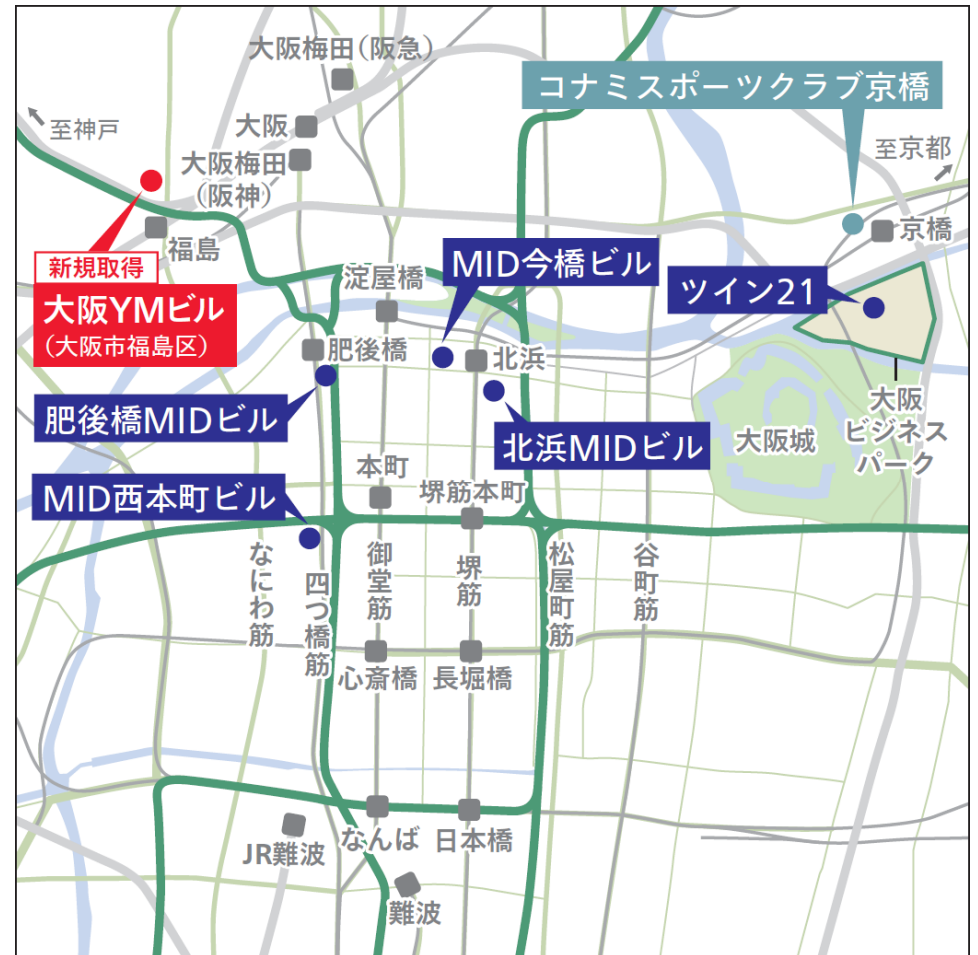 大阪梅田(阪急)
コナミスポーツクラブ京橋
至神戸
大阪
大阪梅田
(阪神)
至京都
福島
京橋
新規取得
大阪YMビル
(大阪市福島区)
淀屋橋
MID今橋ビル
ツイン21
肥後橋
北浜
肥後橋MIDビル
北浜MIDビル
大阪城
大阪
ビジネス
パーク
本町
堺筋本町
MID西本町ビル
なにわ筋
四つ橋筋
御堂筋
堺筋
松屋町筋
谷町筋
心斎橋
長堀橋
なんば
日本橋
JR難波
難波